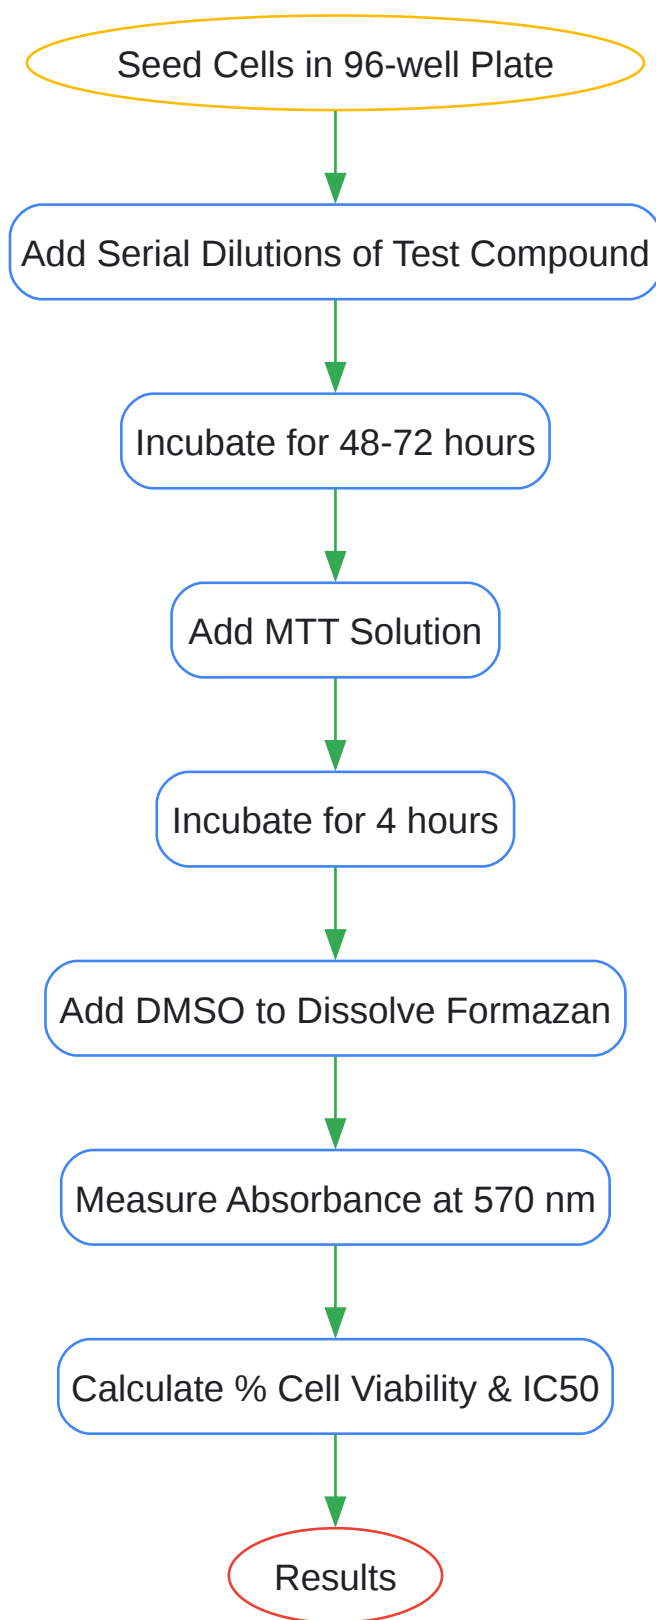 Seed Cells in 96-well Plate
Add Serial Dilutions of Test Compound
Incubate for 48-72 hours
Add MTT Solution
Incubate for 4 hours
Add DMSO to Dissolve Formazan
Measure Absorbance at 570 nm
Calculate % Cell Viability & IC50
Results